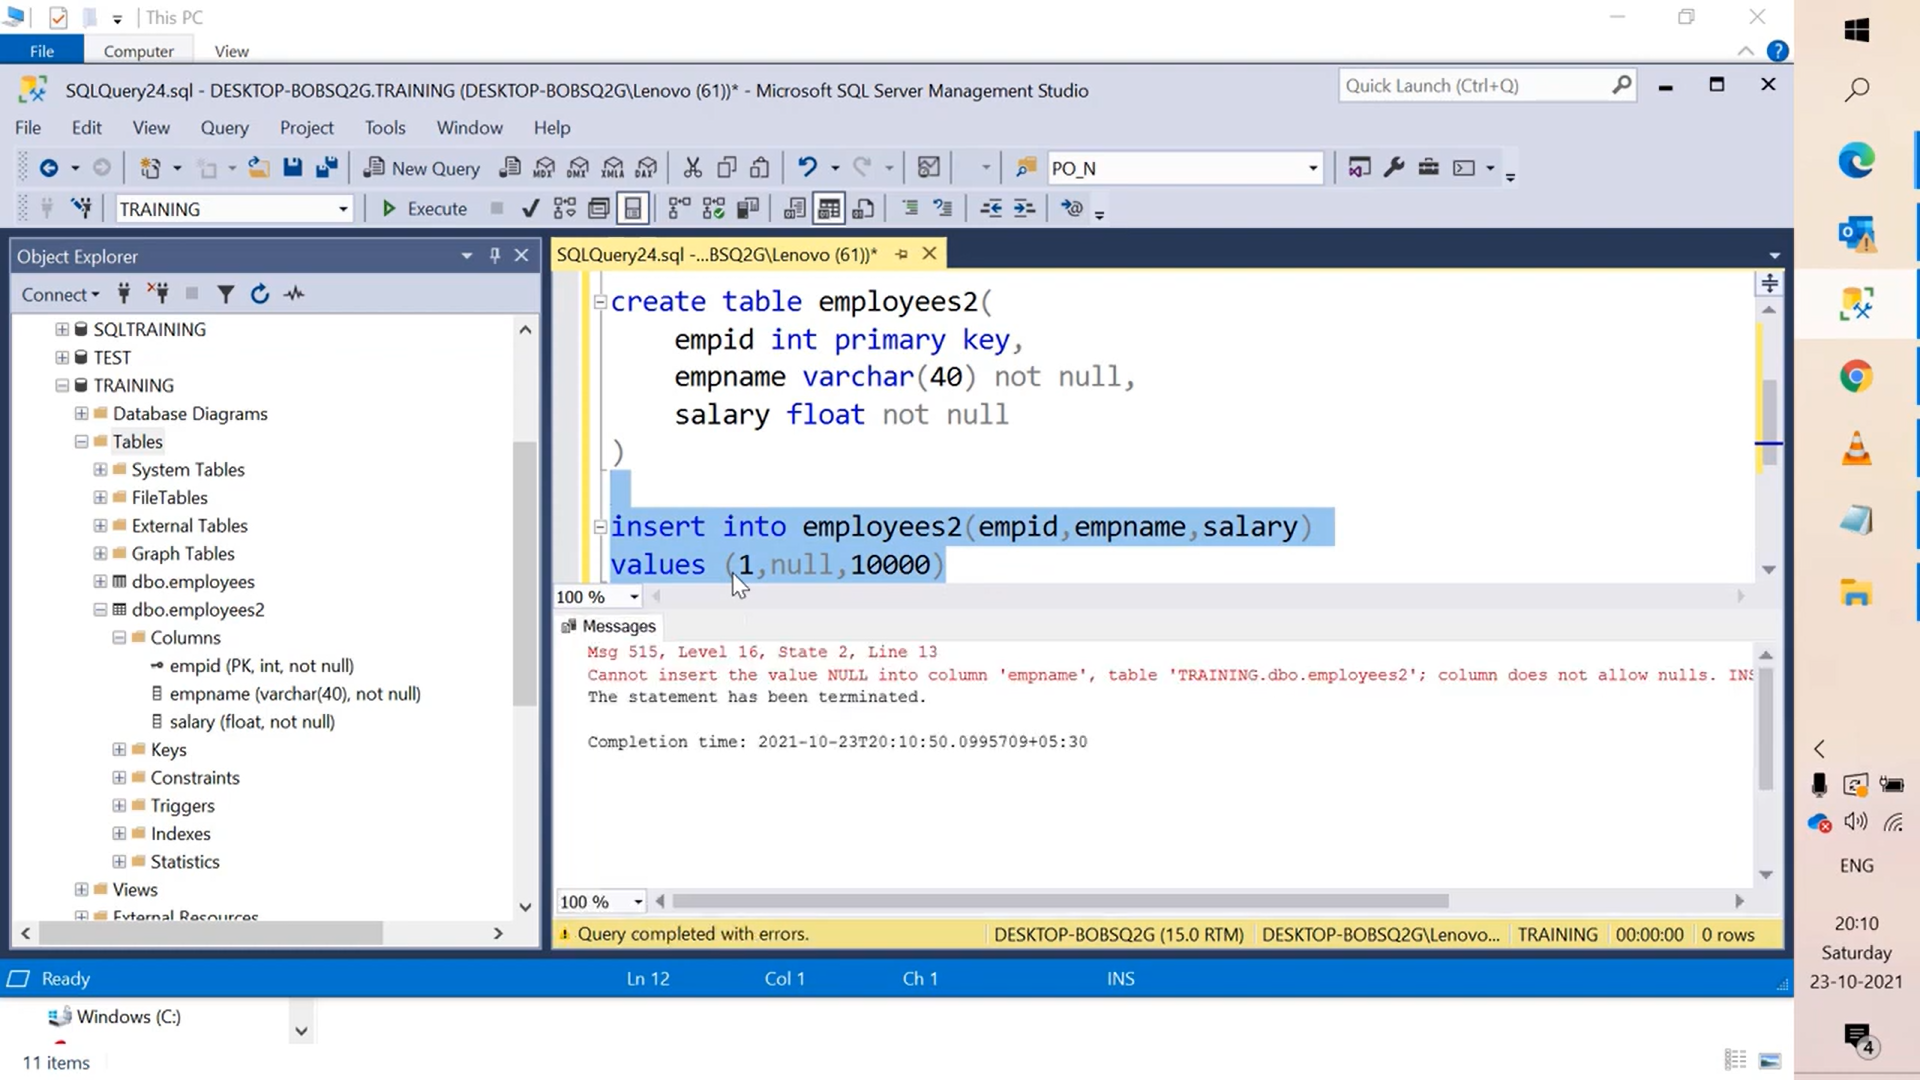 This PC
File
Computer
View
SQLQuery24.sql - DESKTOP-BOBSQ2G.TRAINING (DESKTOP-BOBSQ2G\Lenovo (61))* - Microsoft SQL Server Management Studio
Quick Launch (Ctrl+Q)
File Edit View Query Project Tools Window Help
New Query
MDX DMX XMLA DAX
PO_N
TRAINING
Execute
Object Explorer
SQLQuery24.sql -...BSQ2G\Lenovo (61))*
Connect
SQLTRAINING
TEST
TRAINING
Database Diagrams
Tables
System Tables
FileTables
External Tables
Graph Tables
dbo.employees
dbo.employees2
Columns
empid (PK, int, not null)
empname (varchar(40), not null)
salary (float, not null)
Keys
Constraints
Triggers
Indexes
Statistics
Views
External Resources
create table employees2(
empid int primary key,
empname varchar(40) not null,
salary float not null
)
insert into employees2(empid,empname,salary)
values (1,null,10000)
100 %
Messages
Msg 515, Level 16, State 2, Line 13
Cannot insert the value NULL into column 'empname', table 'TRAINING.dbo.employees2'; column does not allow nulls. INS
The statement has been terminated.
Completion time: 2021-10-23T20:10:50.0995709+05:30
100 %
Query completed with errors.
DESKTOP-BOBSQ2G (15.0 RTM)
DESKTOP-BOBSQ2G\Lenovo...
TRAINING
00:00:00
0 rows
Ready
Ln 12
Col 1
Ch 1
INS
Windows (C:)
11 items
ENG
20:10
Saturday
23-10-2021
4